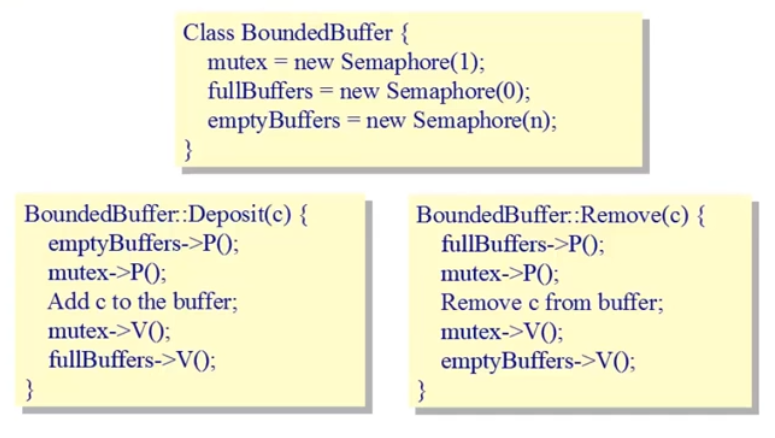 Class BoundedBuffer {
mutex = new Semaphore(1);
fullBuffers = new Semaphore(0);
emptyBuffers = new Semaphore(n);
}
BoundedBuffer::Deposit(c) {
emptyBuffers->P();
mutex->P();
Add c to the buffer;
mutex->V();
fullBuffers->V();
}
BoundedBuffer::Remove(c) {
fullBuffers->P();
mutex->P();
Remove c from buffer;
mutex->V();
emptyBuffers->V();
}